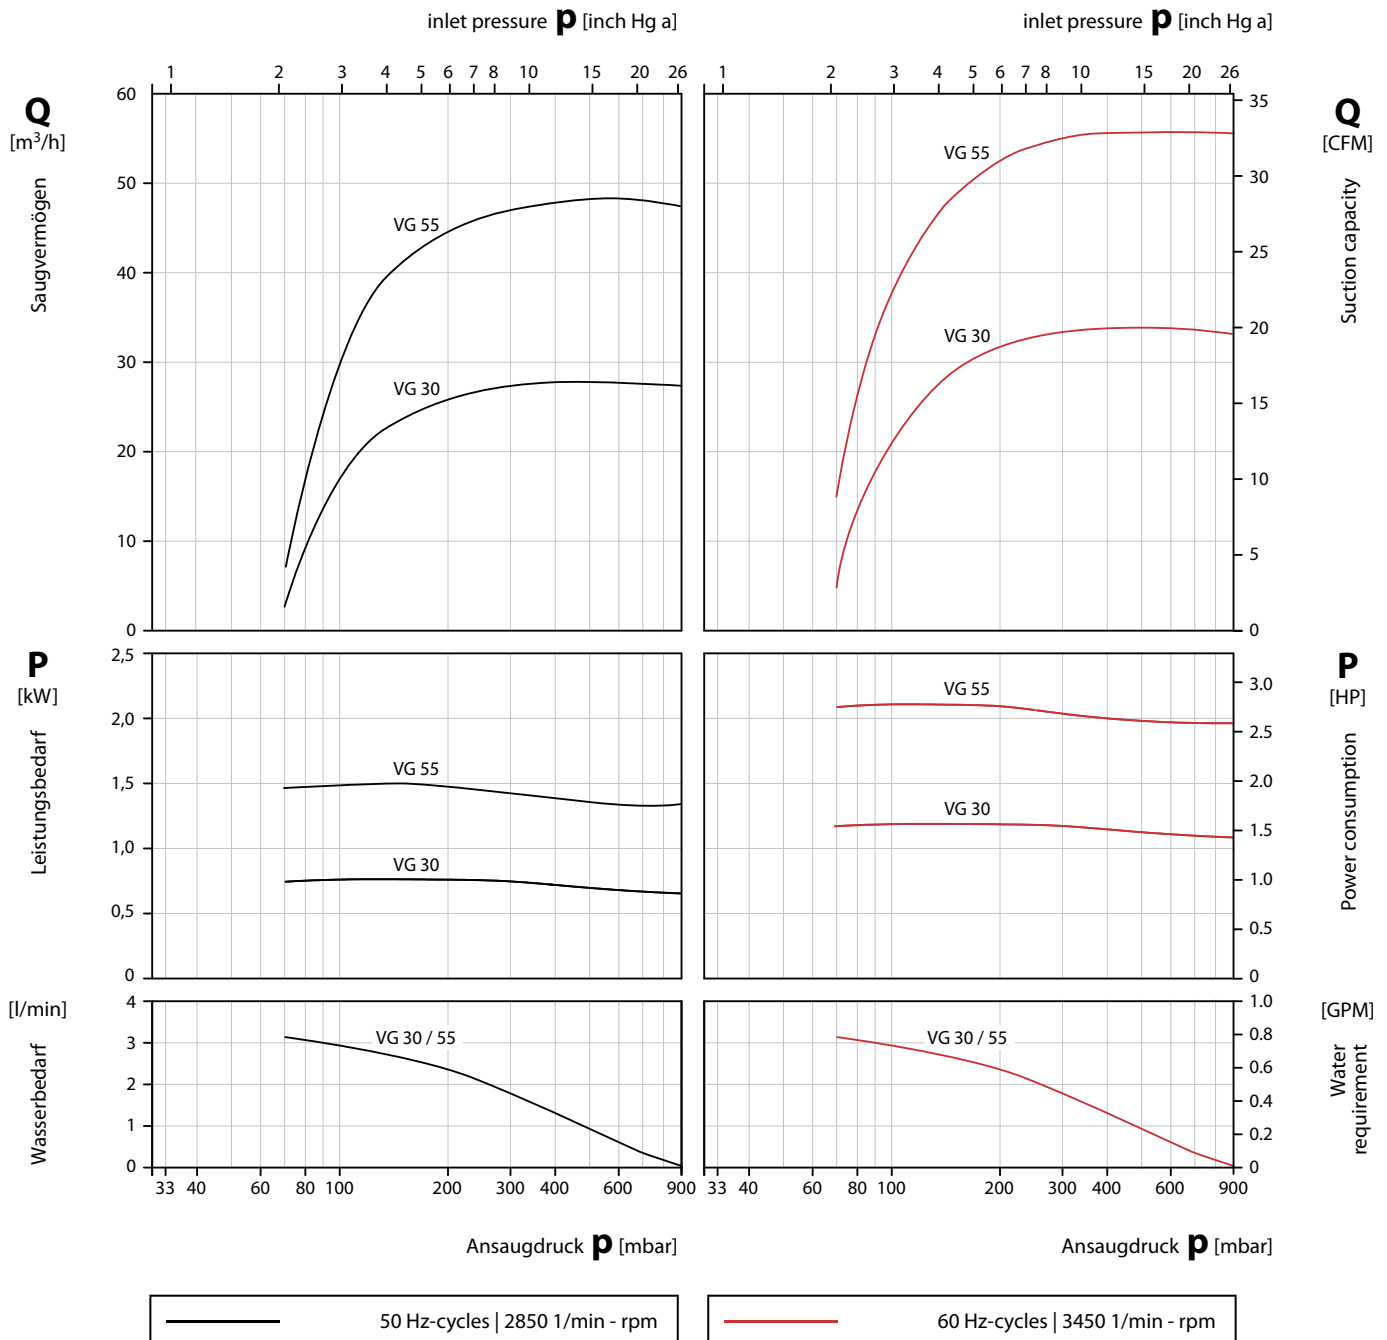 inlet pressure p [inch Hg a]
inlet pressure p [inch Hg a]
1 2 3 4 5 6 7 8 10 15 20 26
1 2 3 4 5 6 7 8 10 15 20 26
Q
[m³/h]
Saugvermögen
60
50
40
30
20
10
0
VG 55
VG 30
VG 55
VG 30
35
30
25
20
15
10
5
0
Q
[CFM]
Suction capacity
P
[kW]
Leistungsbedarf
2,5
2,0
1,5
1,0
0,5
0
VG 55
VG 30
VG 55
VG 30
3.0
2.5
2.0
1.5
1.0
0.5
0
P
[HP]
Power consumption
[l/min]
Wasserbedarf
4
3
2
1
0
VG 30 / 55
VG 30 / 55
1.0
0.8
0.6
0.4
0.2
0
[GPM]
Water
requirement
33 40 60 80 100 200 300 400 600 900
33 40 60 80 100 200 300 400 600 900
Ansaugdruck p [mbar]
Ansaugdruck p [mbar]
50 Hz-cycles | 2850 1/min - rpm
60 Hz-cycles | 3450 1/min - rpm